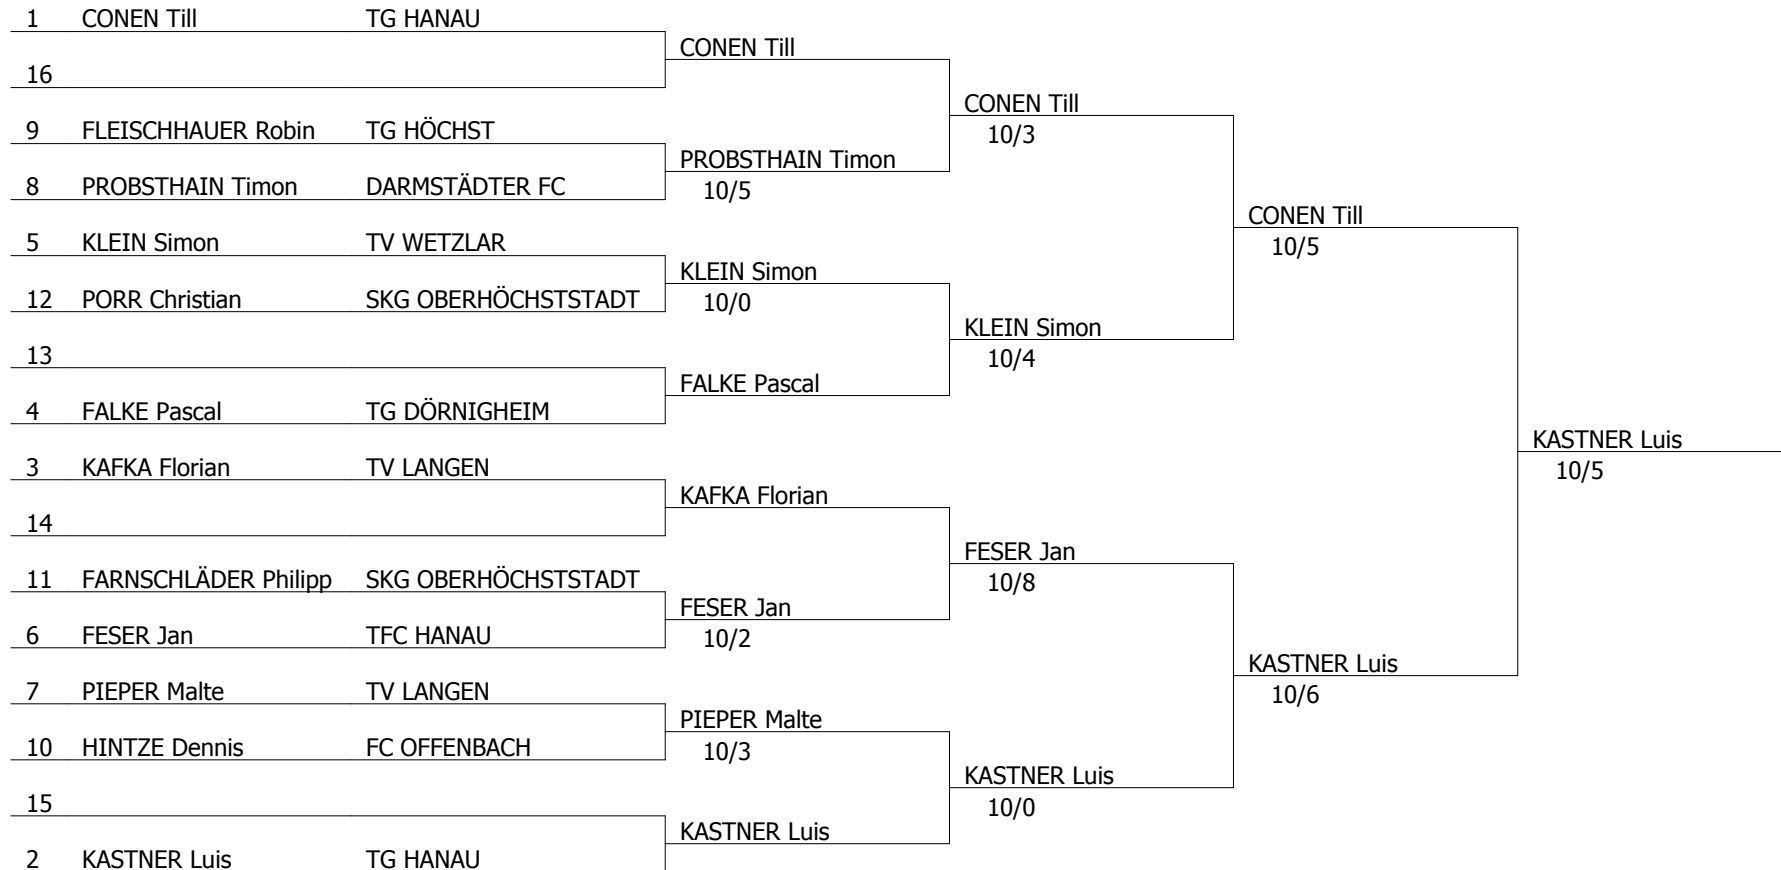 1 CONEN Till TG HANAU
CONEN Till
16
CONEN Till
9 FLEISCHHAUER Robin TG HÖCHST
10/3
PROBSTHAIN Timon
8 PROBSTHAIN Timon DARMSTÄDTER FC
10/5
CONEN Till
5 KLEIN Simon TV WETZLAR
10/5
KLEIN Simon
12 PORR Christian SKG OBERHÖCHSTSTADT
10/0
KLEIN Simon
13
10/4
FALKE Pascal
4 FALKE Pascal TG DÖRNIGHEIM
KASTNER Luis
3 KAFKA Florian TV LANGEN
10/5
KAFKA Florian
14
FESER Jan
11 FARNSCHLÄDER Philipp SKG OBERHÖCHSTSTADT
10/8
FESER Jan
6 FESER Jan TFC HANAU
10/2
KASTNER Luis
7 PIEPER Malte TV LANGEN
10/6
PIEPER Malte
10 HINTZE Dennis FC OFFENBACH
10/3
KASTNER Luis
15
10/0
KASTNER Luis
2 KASTNER Luis TG HANAU